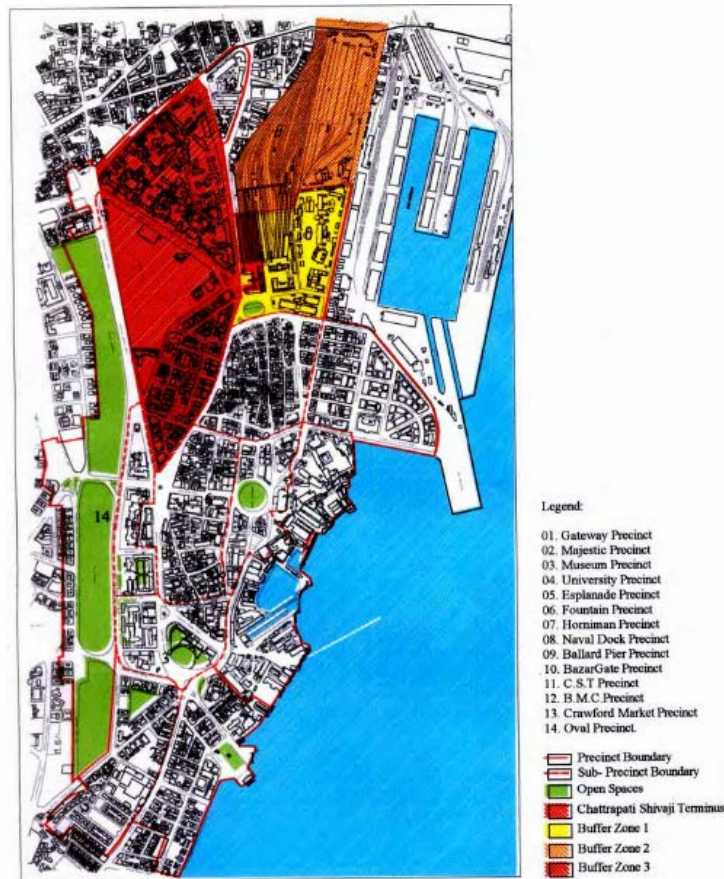 14
Legend:
01. Gateway Precinct
02. Majestic Precinct
03. Museum Precinct
04. University Precinct
05. Esplanade Precinct
06. Fountain Precinct
07. Horniman Precinct
08. Naval Dock Precinct
09. Ballard Pier Precinct
10. BazarGate Precinct
11. C.S.T Precinct
12. B.M.C.Precinct
13. Crawford Market Precinct
14. Oval Precinct.
Precinct Boundary
Sub- Precinct Boundary
Open Spaces
Chattrapati Shivaji Terminus
Buffer Zone 1
Buffer Zone 2
Buffer Zone 3